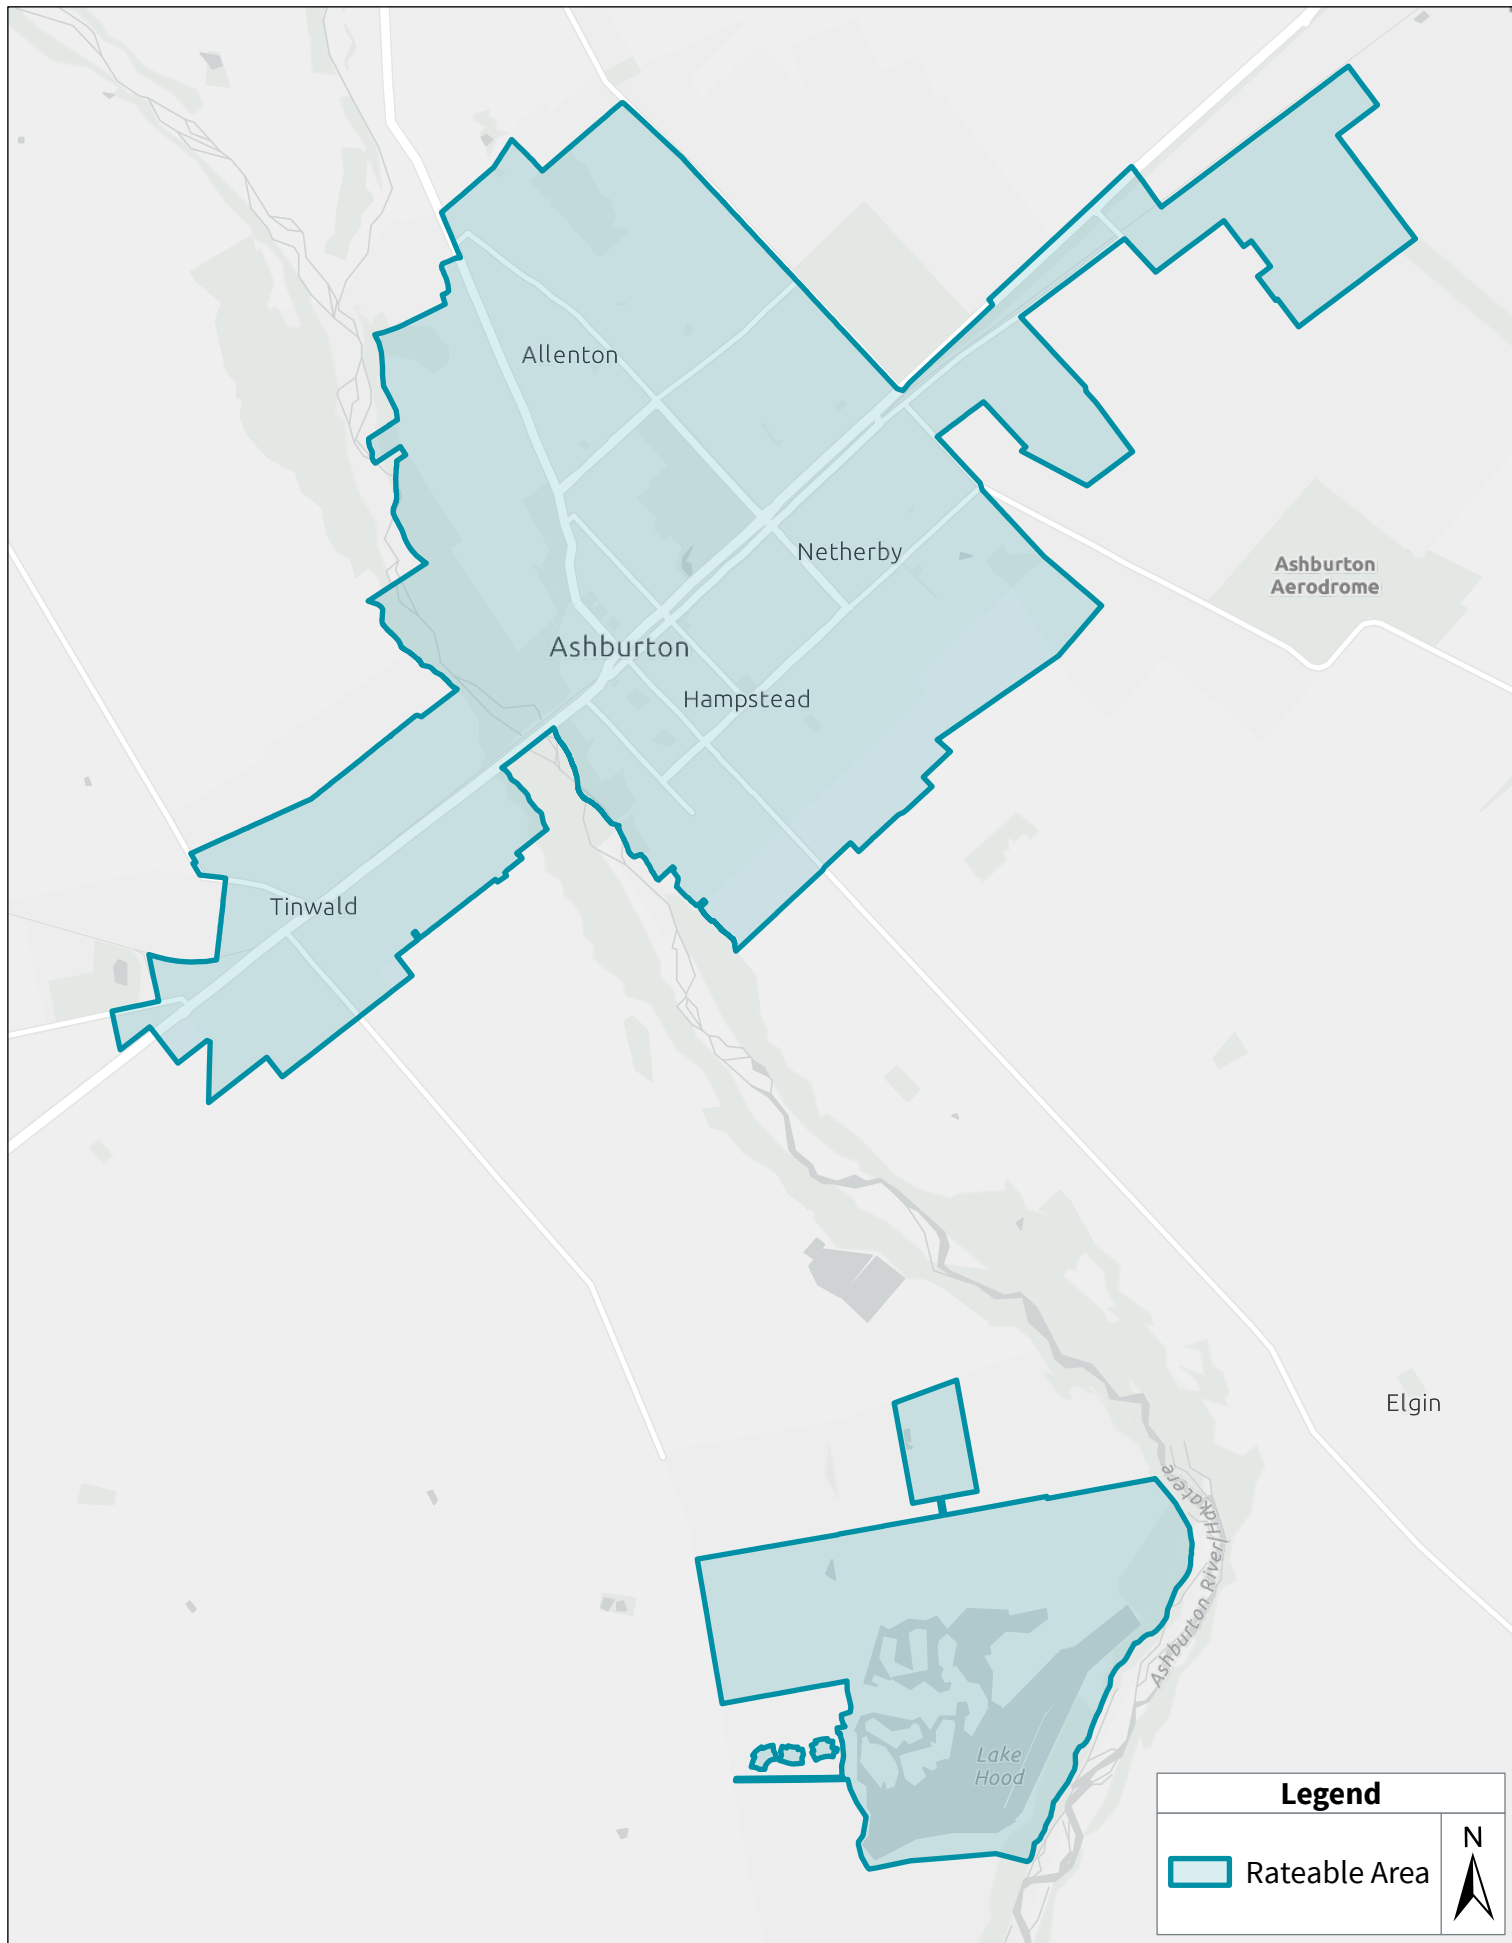 Allenton
Netherby
Ashburton
Aerodrome
Ashburton
Hampstead
Tinwald
Elgin
Ashburton River/Hakatere
Lake
Hood
Legend
Rateable Area
N